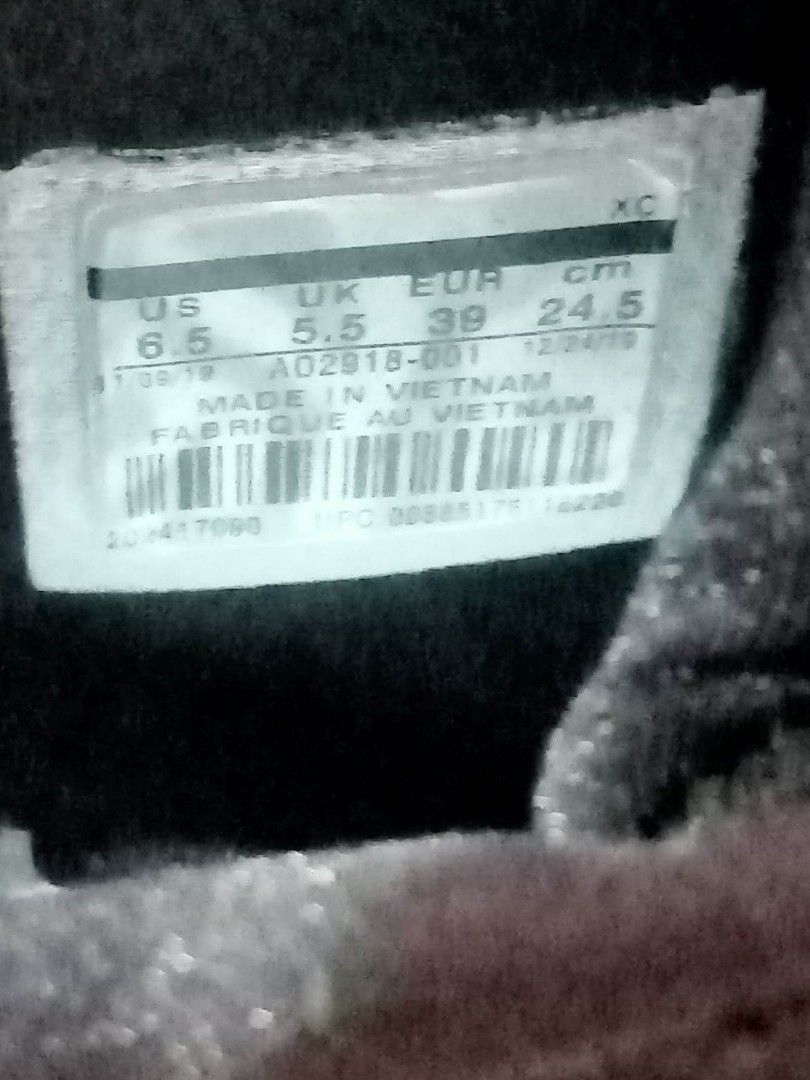 XC
US UK EUR cm
6.5 5.5 39 24.5
AO2918-001
MADE IN VIETNAM
FABRIQUE AU VIETNAM
UPC